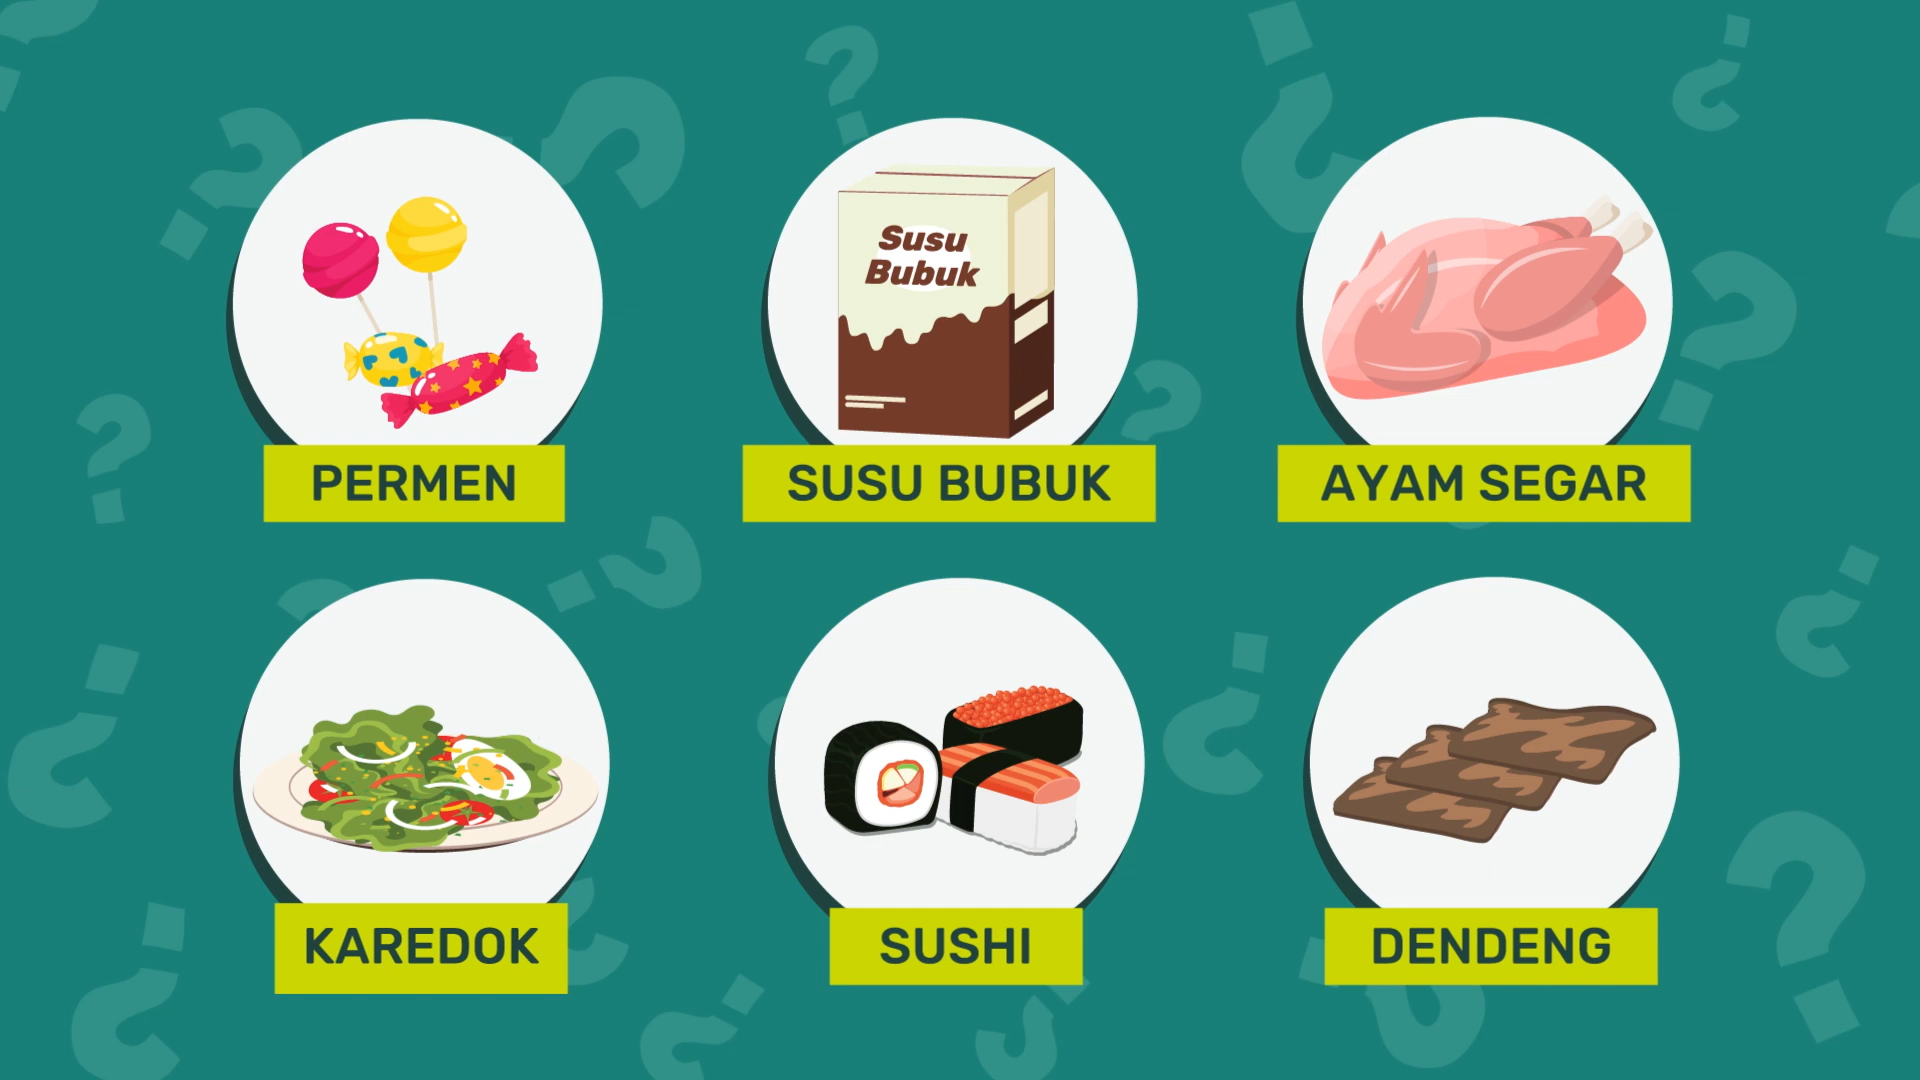 Susu
Bubuk
PERMEN
SUSU BUBUK
AYAM SEGAR
KAREDOK
SUSHI
DENDENG